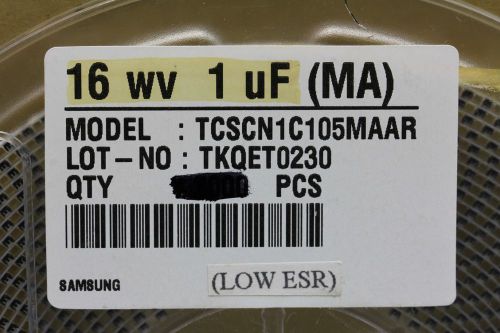 16 WV 1 uF (MA)
MODEL : TCSCN1C105MAAR
LOT-NO : TKQET0230
QTY PCS
SAMSUNG
(LOW ESR)